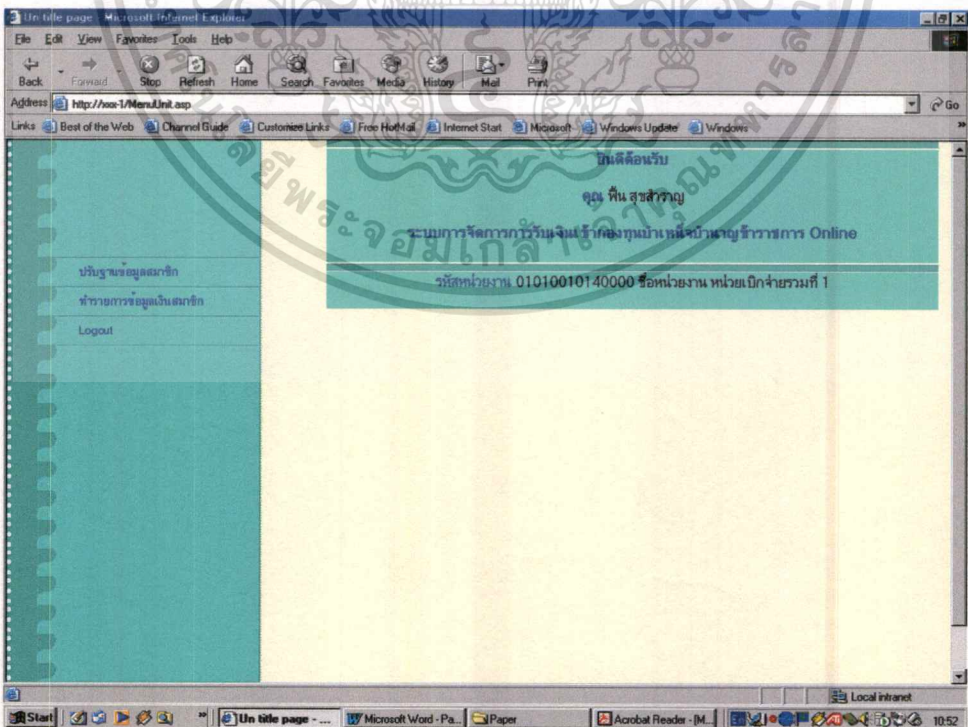 Un title page - Microsoft Internet Explorer
File Edit View Favorites Tools Help
Back Forward Stop Refresh Home Search Favorites Media History Mail Print
Address http://xxx-1/MenuUnit.asp Go
Links Best of the Web Channel Guide Customize Links Free HotMail Internet Start Microsoft Windows Update Windows
ยินดีต้อนรับ
คุณ ฟื้น สุขสำราญ
ระบบการจัดการการรับเงินเข้ากองทุนบำเหน็จบำนาญข้าราชการ Online
รหัสหน่วยงาน 01010010140000 ชื่อหน่วยงาน หน่วยเบิกจ่ายรวมที่ 1
ปรับฐานข้อมูลสมาชิก
ทำรายการข้อมูลเงินสมาชิก
Logout
Local intranet
Start Un title page - ... Microsoft Word - Pa... Paper Acrobat Reader - [M... 10:52